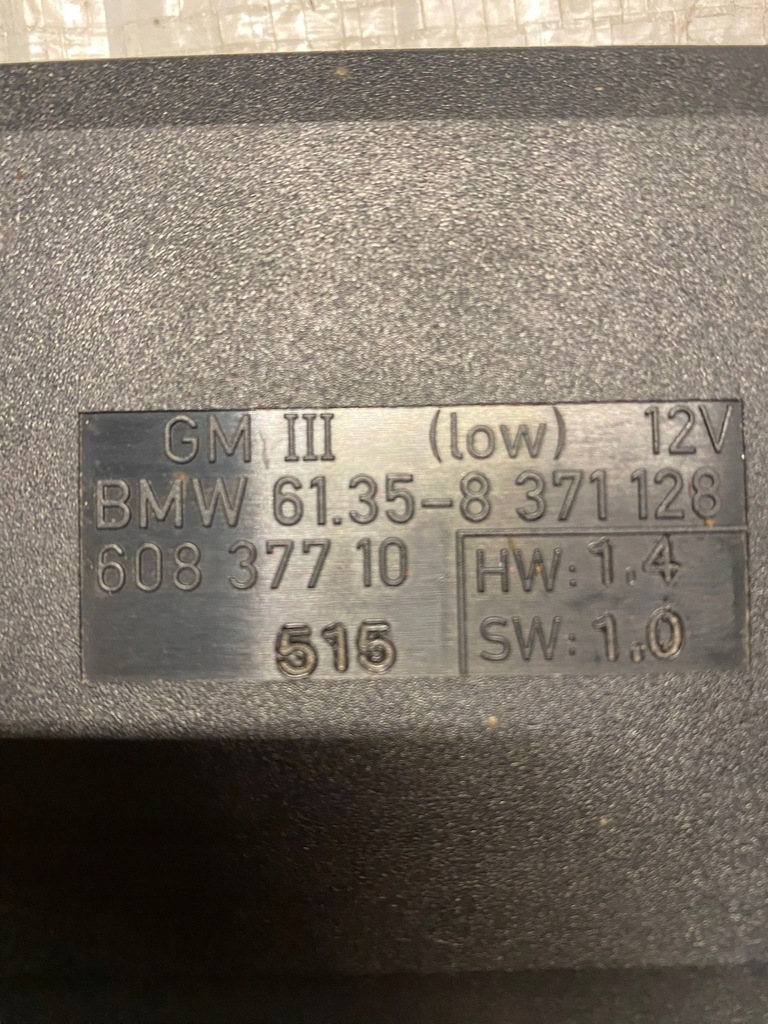 GM III (low) 12V
BMW 61.35-8 371 128
608 377 10 HW: 1.4
515 SW: 1.0